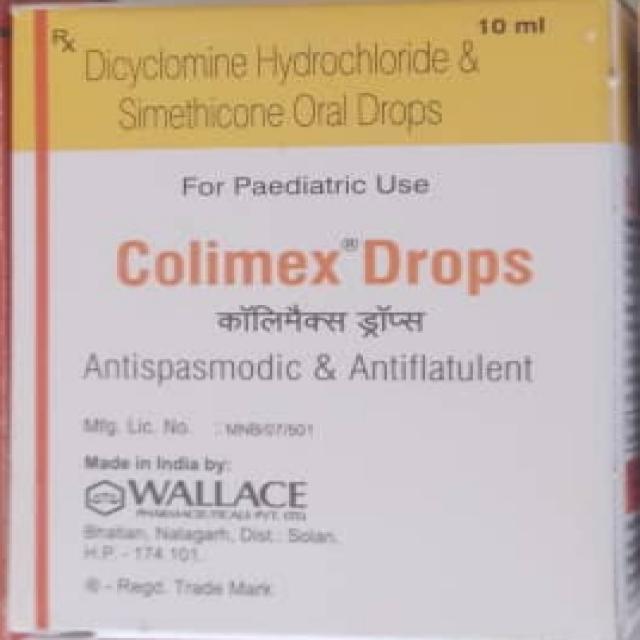 Rx
10 ml
Dicyclomine Hydrochloride &
Simethicone Oral Drops
For Paediatric Use
Colimex® Drops
कॉलिमैक्स ड्रॉप्स
Antispasmodic & Antiflatulent
Mfg. Lic. No. : MNB/07/501
Made in India by:
WALLACE
PHARMACEUTICALS PVT. LTD.
Bhatian, Nalagarh, Dist.: Solan,
H.P. - 174 101.
® - Regd. Trade Mark